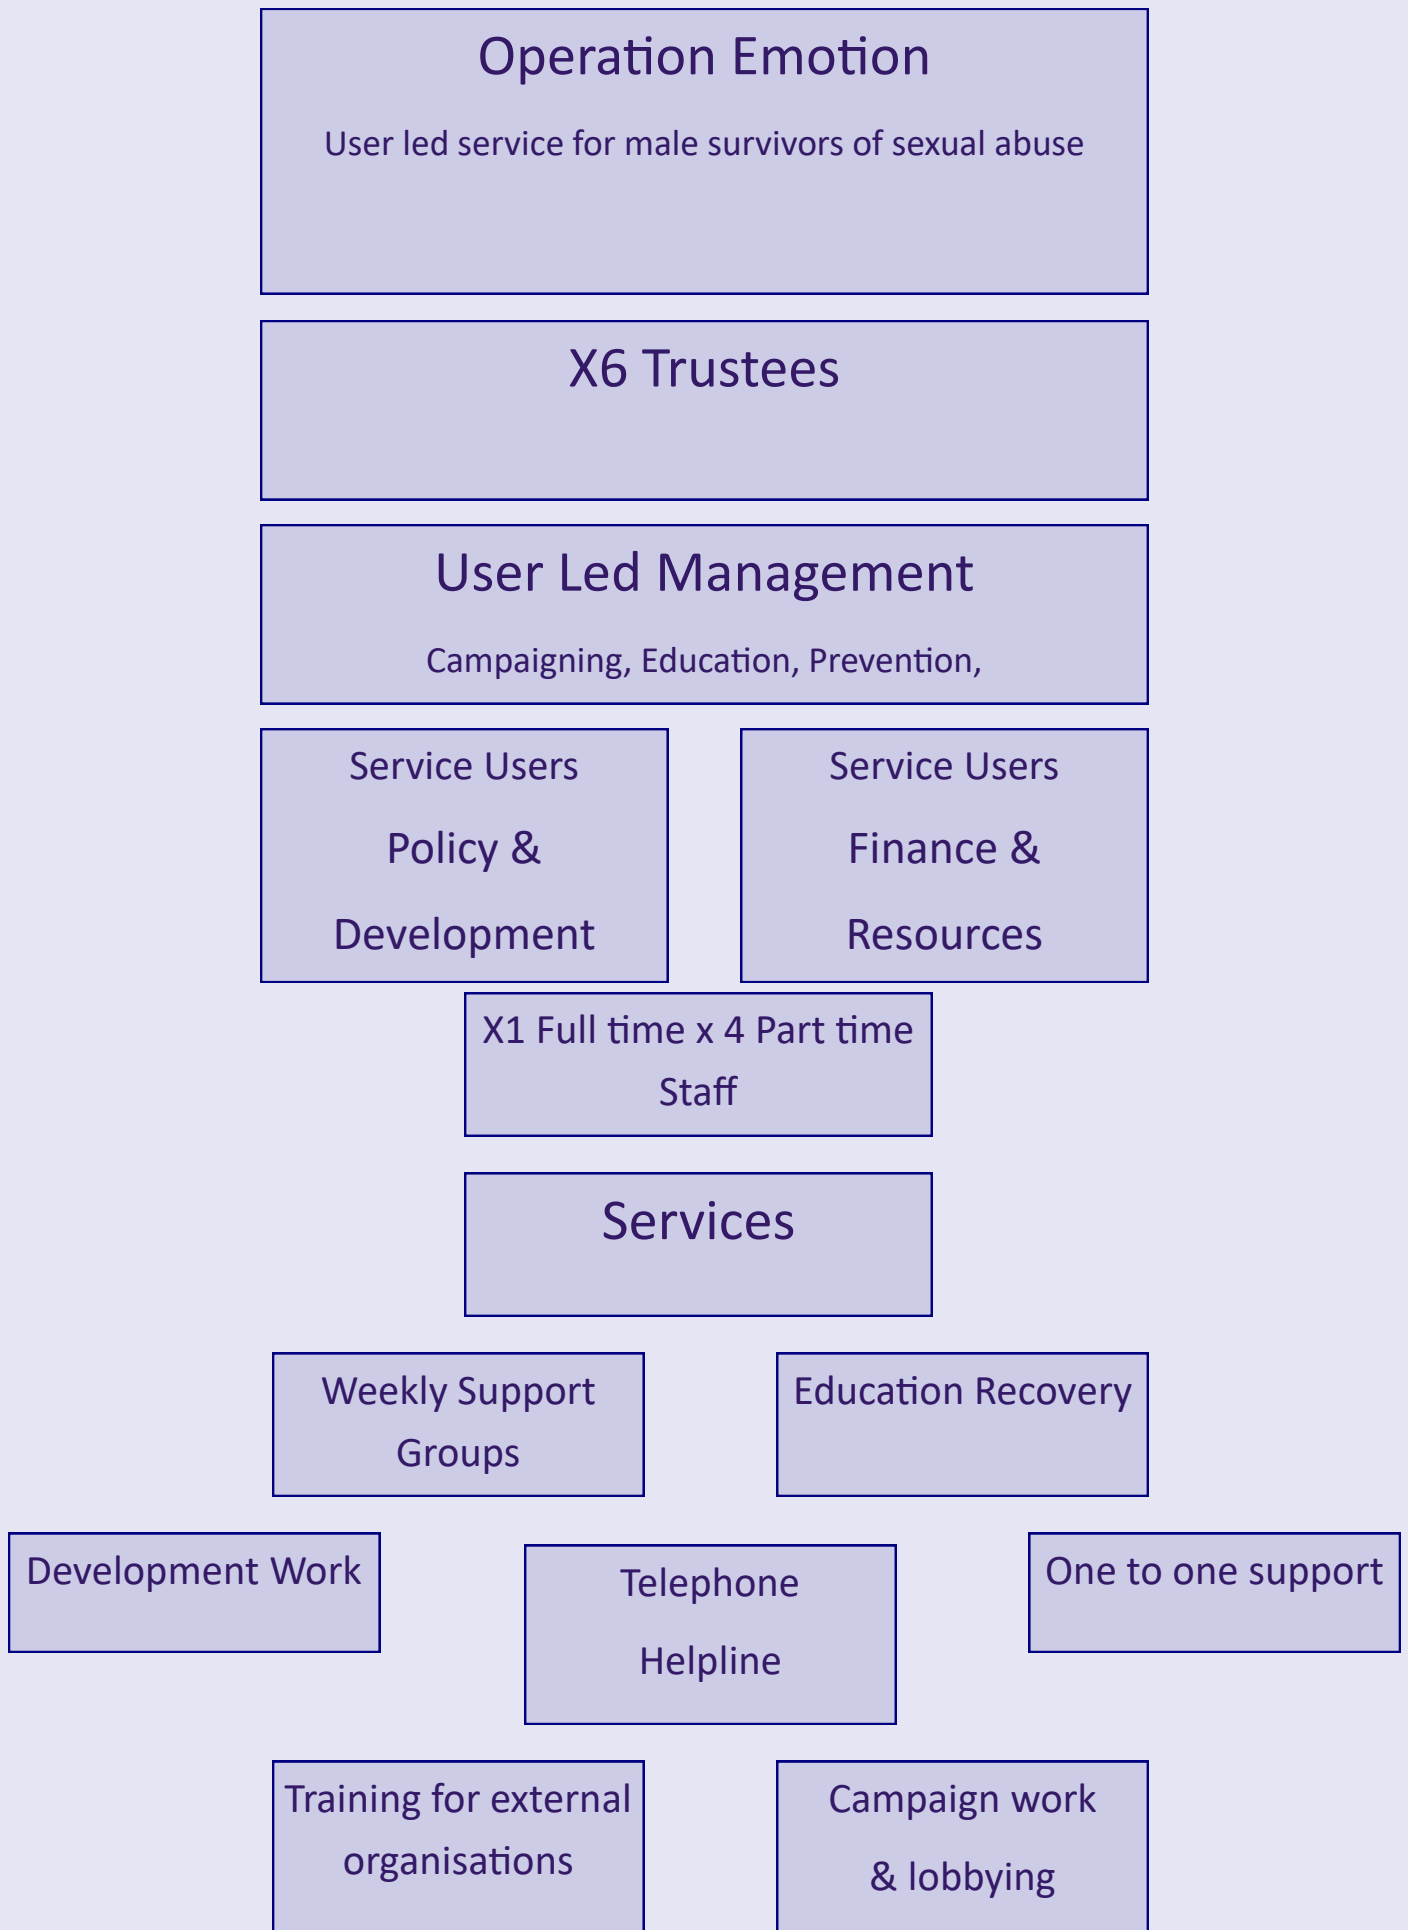 Operation Emotion
User led service for male survivors of sexual abuse
X6 Trustees
User Led Management
Campaigning, Education, Prevention,
Service Users
Policy &
Development
Service Users
Finance &
Resources
X1 Full time x 4 Part time
Staff
Services
Weekly Support
Groups
Education Recovery
Development Work
Telephone
Helpline
One to one support
Training for external
organisations
Campaign work
& lobbying